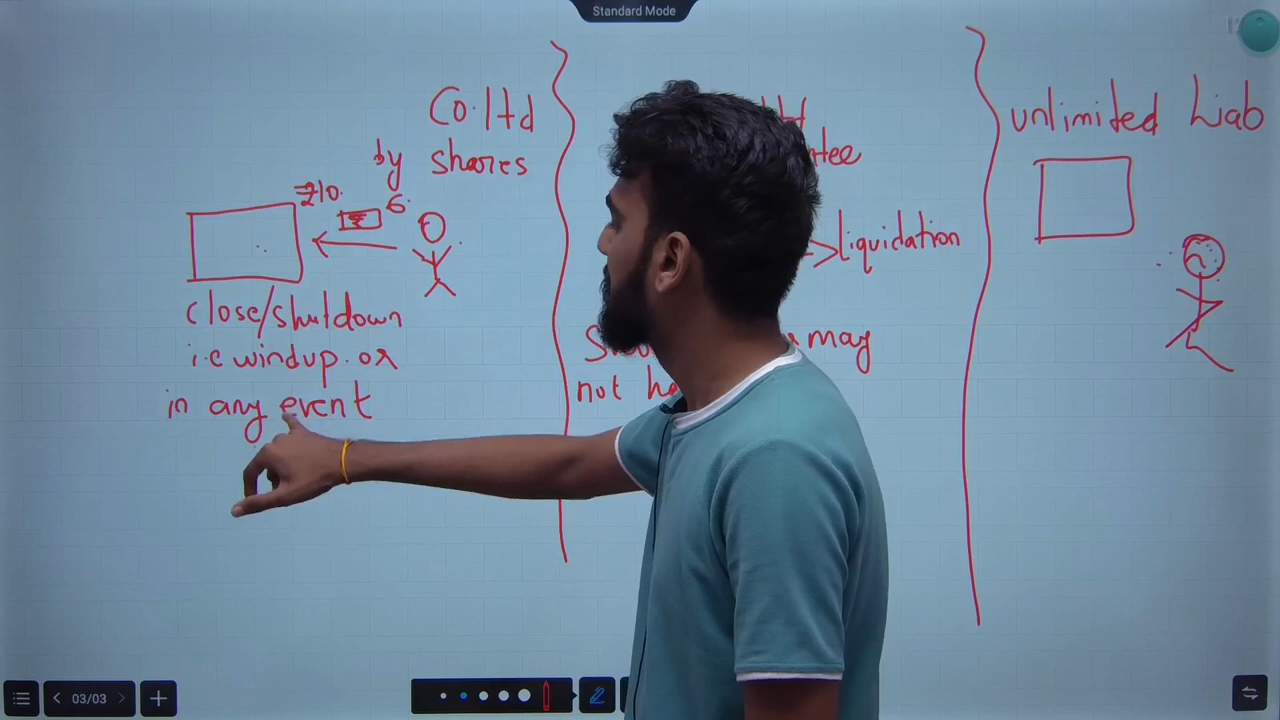 Standard Mode
Co.ltd
by shares
₹10.
₹ 6.
close/shutdown
i.e windup. or
in any event
liquidation
may
not
unlimited Liab
03/03